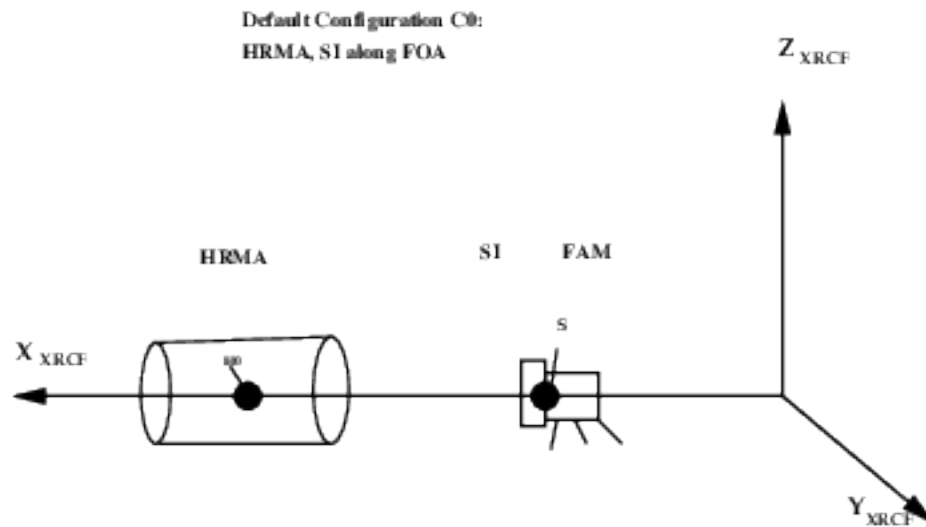 Default Configuration C0:
HRMA, SI along FOA
Z XRCF
HRMA
SI
FAM
S
X XRCF
Y XRCF